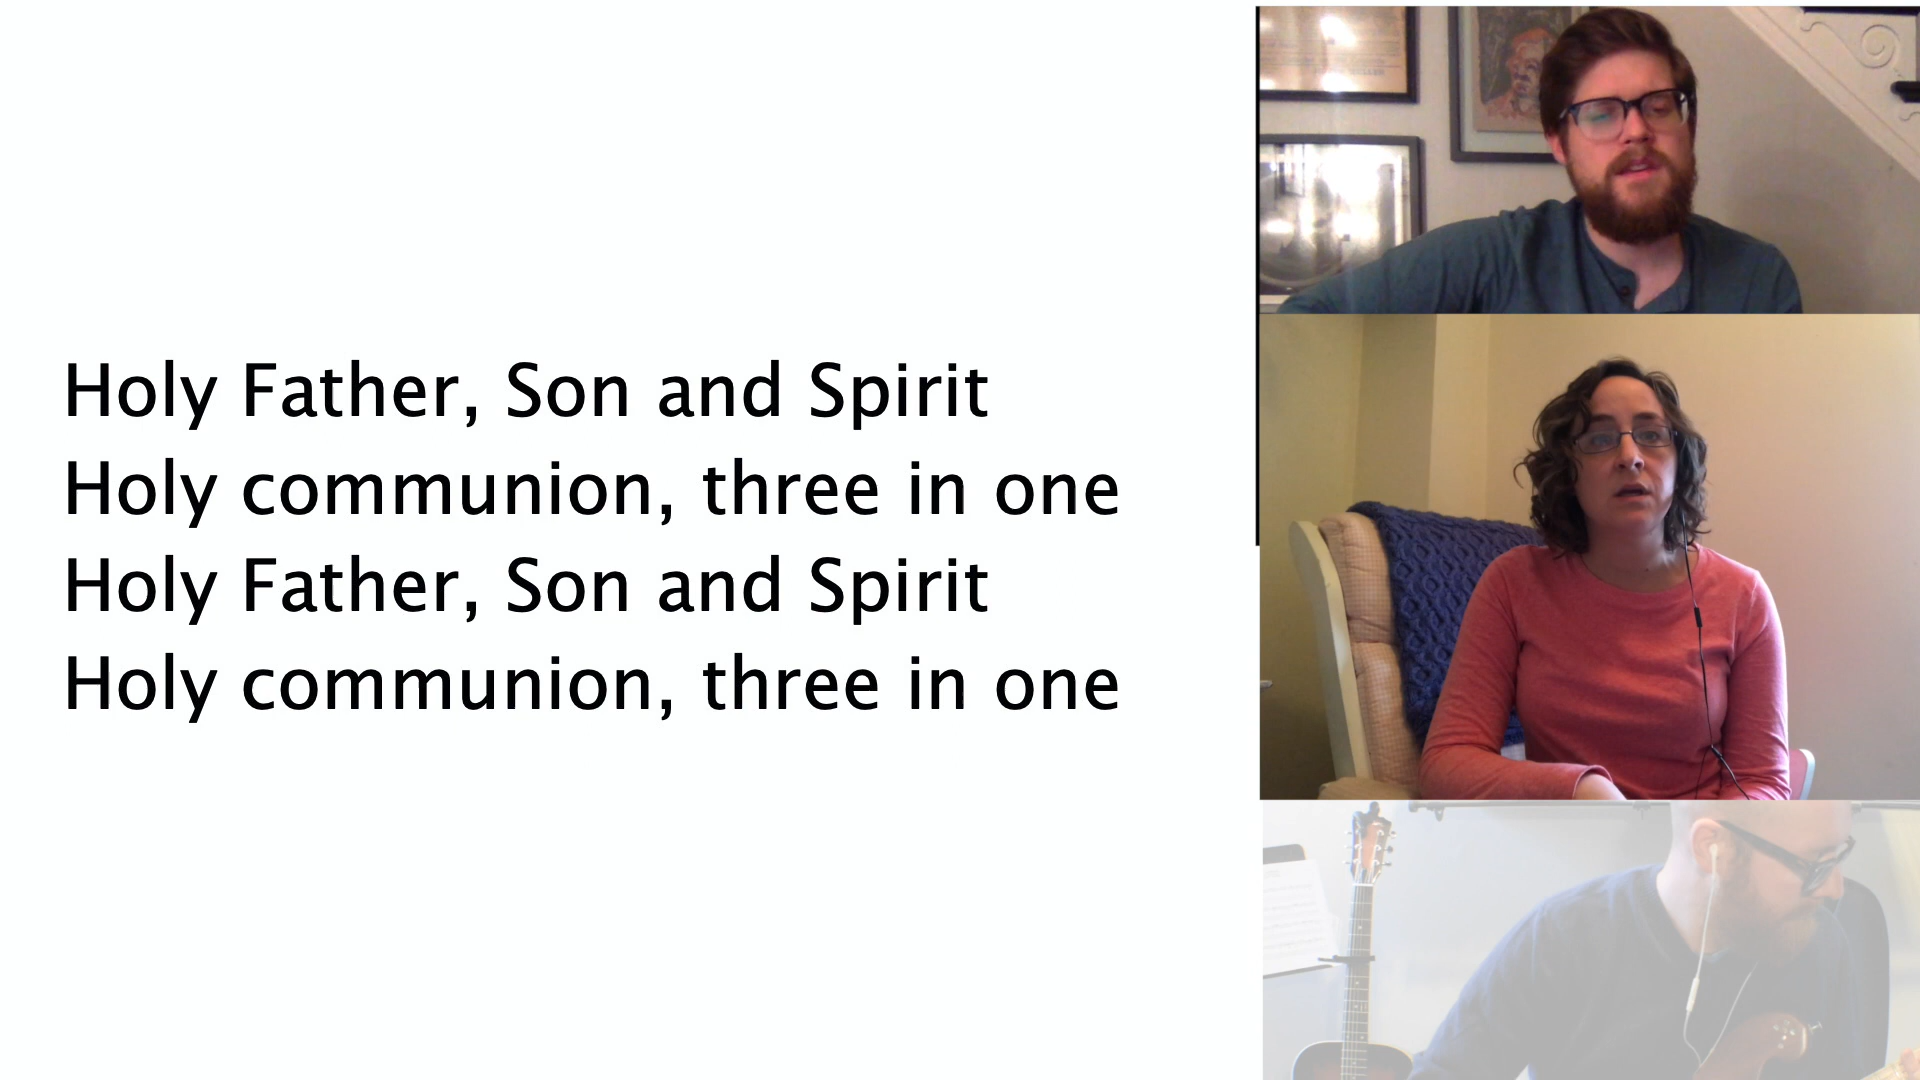 Holy Father, Son and Spirit
Holy communion, three in one
Holy Father, Son and Spirit
Holy communion, three in one